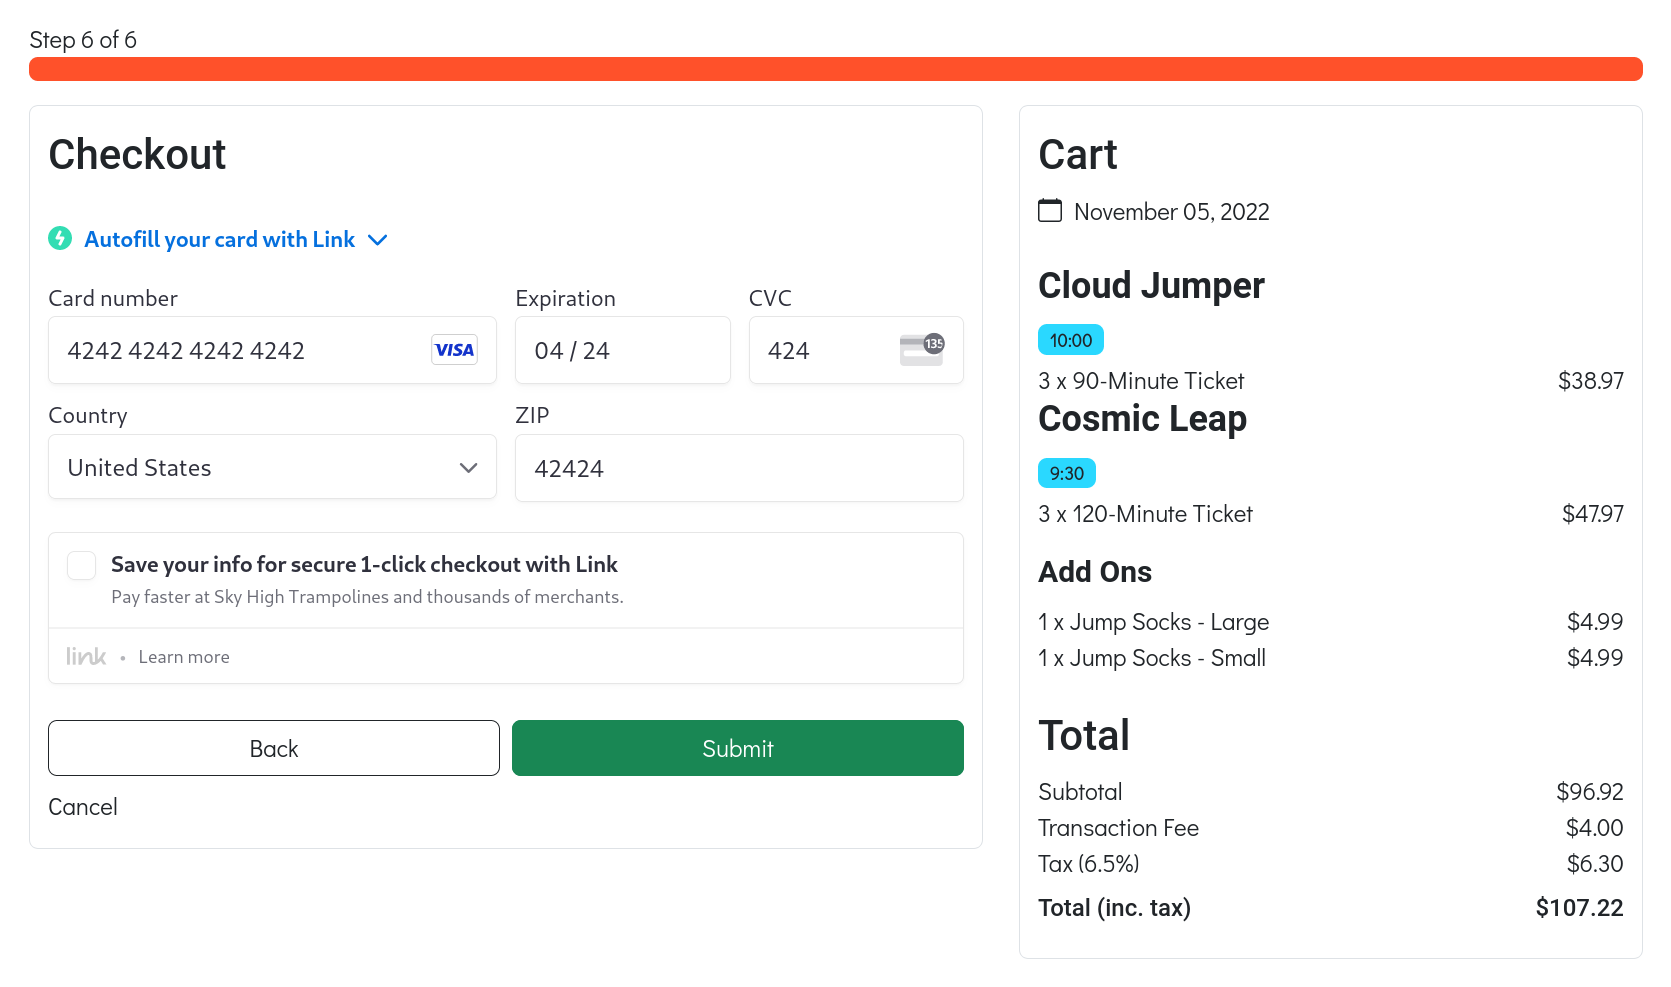 Step 6 of 6
Checkout
Autofill your card with Link
Card number
4242 4242 4242 4242
VISA
Expiration
04 / 24
CVC
424
135
Country
United States
ZIP
42424
Save your info for secure 1-click checkout with Link
Pay faster at Sky High Trampolines and thousands of merchants.
link • Learn more
Back
Submit
Cancel
Cart
November 05, 2022
Cloud Jumper
10:00
3 x 90-Minute Ticket $38.97
Cosmic Leap
9:30
3 x 120-Minute Ticket $47.97
Add Ons
1 x Jump Socks - Large $4.99
1 x Jump Socks - Small $4.99
Total
Subtotal $96.92
Transaction Fee $4.00
Tax (6.5%) $6.30
Total (inc. tax) $107.22